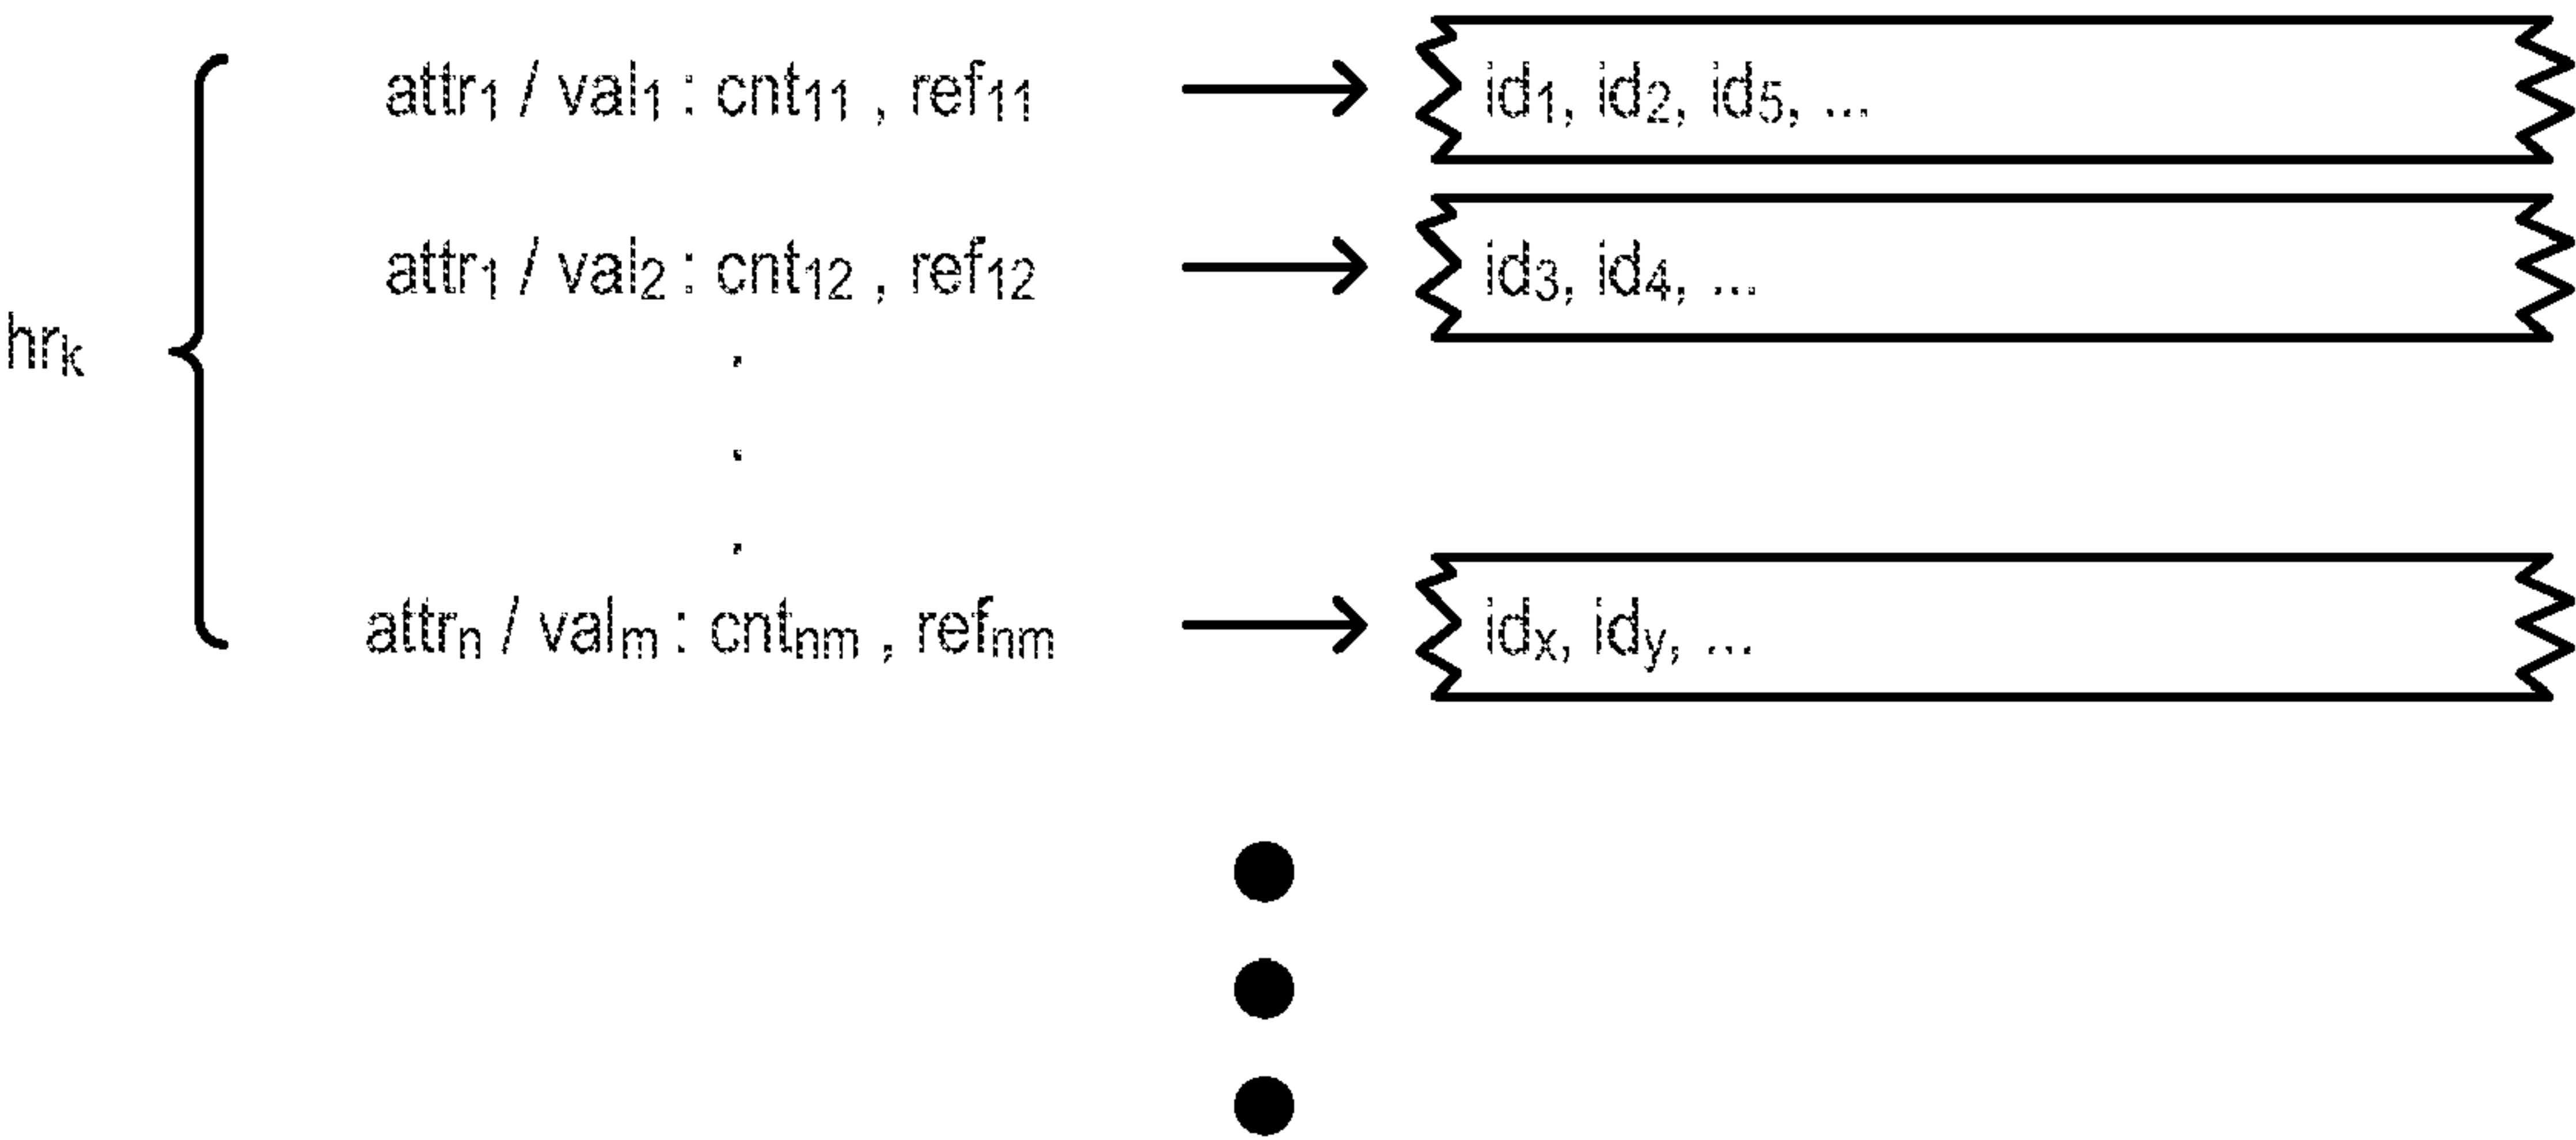 attr₁ / val₁ : cnt₁₁ , ref₁₁ id₁, id₂, id₅, ...
attr₁ / val₂ : cnt₁₂ , ref₁₂ id₃, id₄, ...
hrₖ
attrₙ / valₘ : cntₙₘ , refₙₘ idₓ, id_y, ...